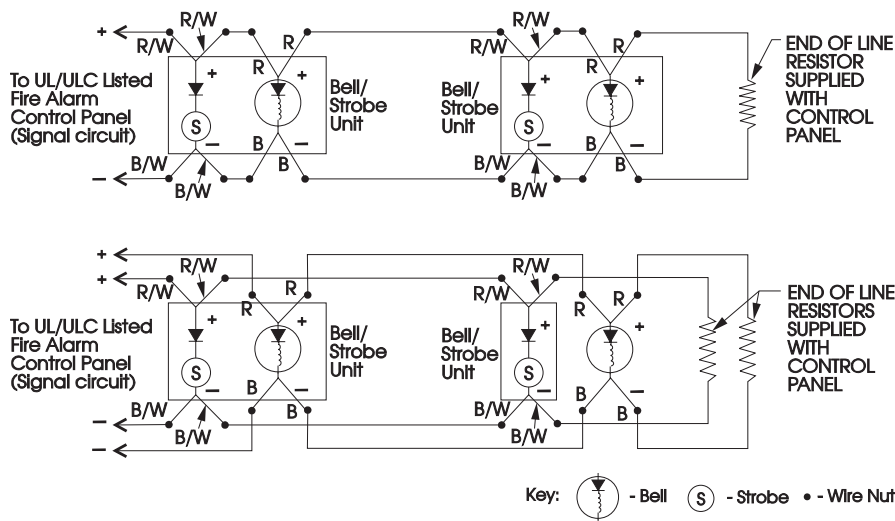 R/W
R/W
+
R
R
+
To UL/ULC Listed
Fire Alarm
Control Panel
(Signal circuit)
S
+
Bell/
Strobe
Unit
B/W
B/W
B
B
−
−
−
R/W
R/W
R
R
+
+
Bell/
Strobe
Unit
S
B/W
B/W
B
B
−
−
END OF LINE
RESISTOR
SUPPLIED
WITH
CONTROL
PANEL
+
+
R/W
R/W
R
R
+
+
To UL/ULC Listed
Fire Alarm
Control Panel
(Signal circuit)
S
Bell/
Strobe
Unit
B/W
B/W
B
B
−
−
−
−
R/W
R/W
R
R
+
+
Bell/
Strobe
Unit
S
B/W
B/W
B
B
−
−
END OF LINE
RESISTORS
SUPPLIED
WITH
CONTROL
PANEL
Key: - Bell S - Strobe • - Wire Nut